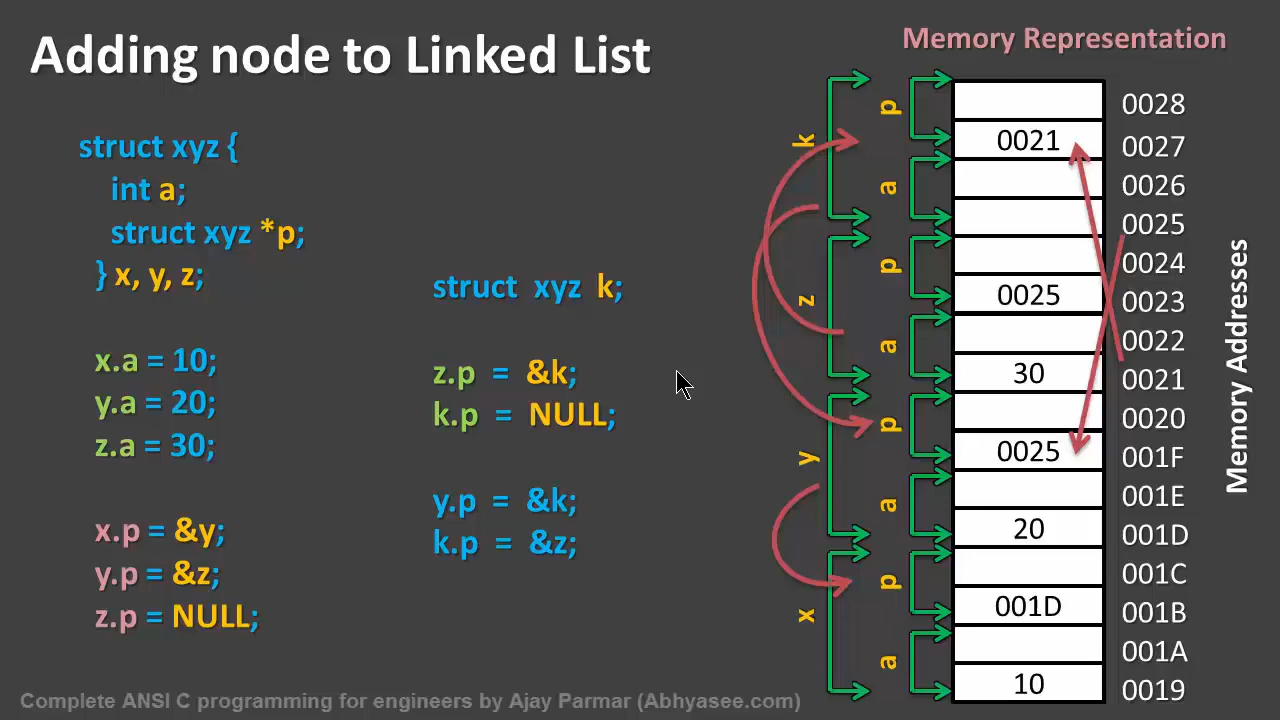 Adding node to Linked List
struct xyz {
int a;
struct xyz *p;
} x, y, z;
x.a = 10;
y.a = 20;
z.a = 30;
x.p = &y;
y.p = &z;
z.p = NULL;
struct xyz k;
z.p = &k;
k.p = NULL;
y.p = &k;
k.p = &z;
Memory Representation
k
z
y
x
p
a
p
a
p
a
p
a
0021
0025
30
0025
20
001D
10
0028
0027
0026
0025
0024
0023
0022
0021
0020
001F
001E
001D
001C
001B
001A
0019
Memory Addresses
Complete ANSI C programming for engineers by Ajay Parmar (Abhyasee.com)